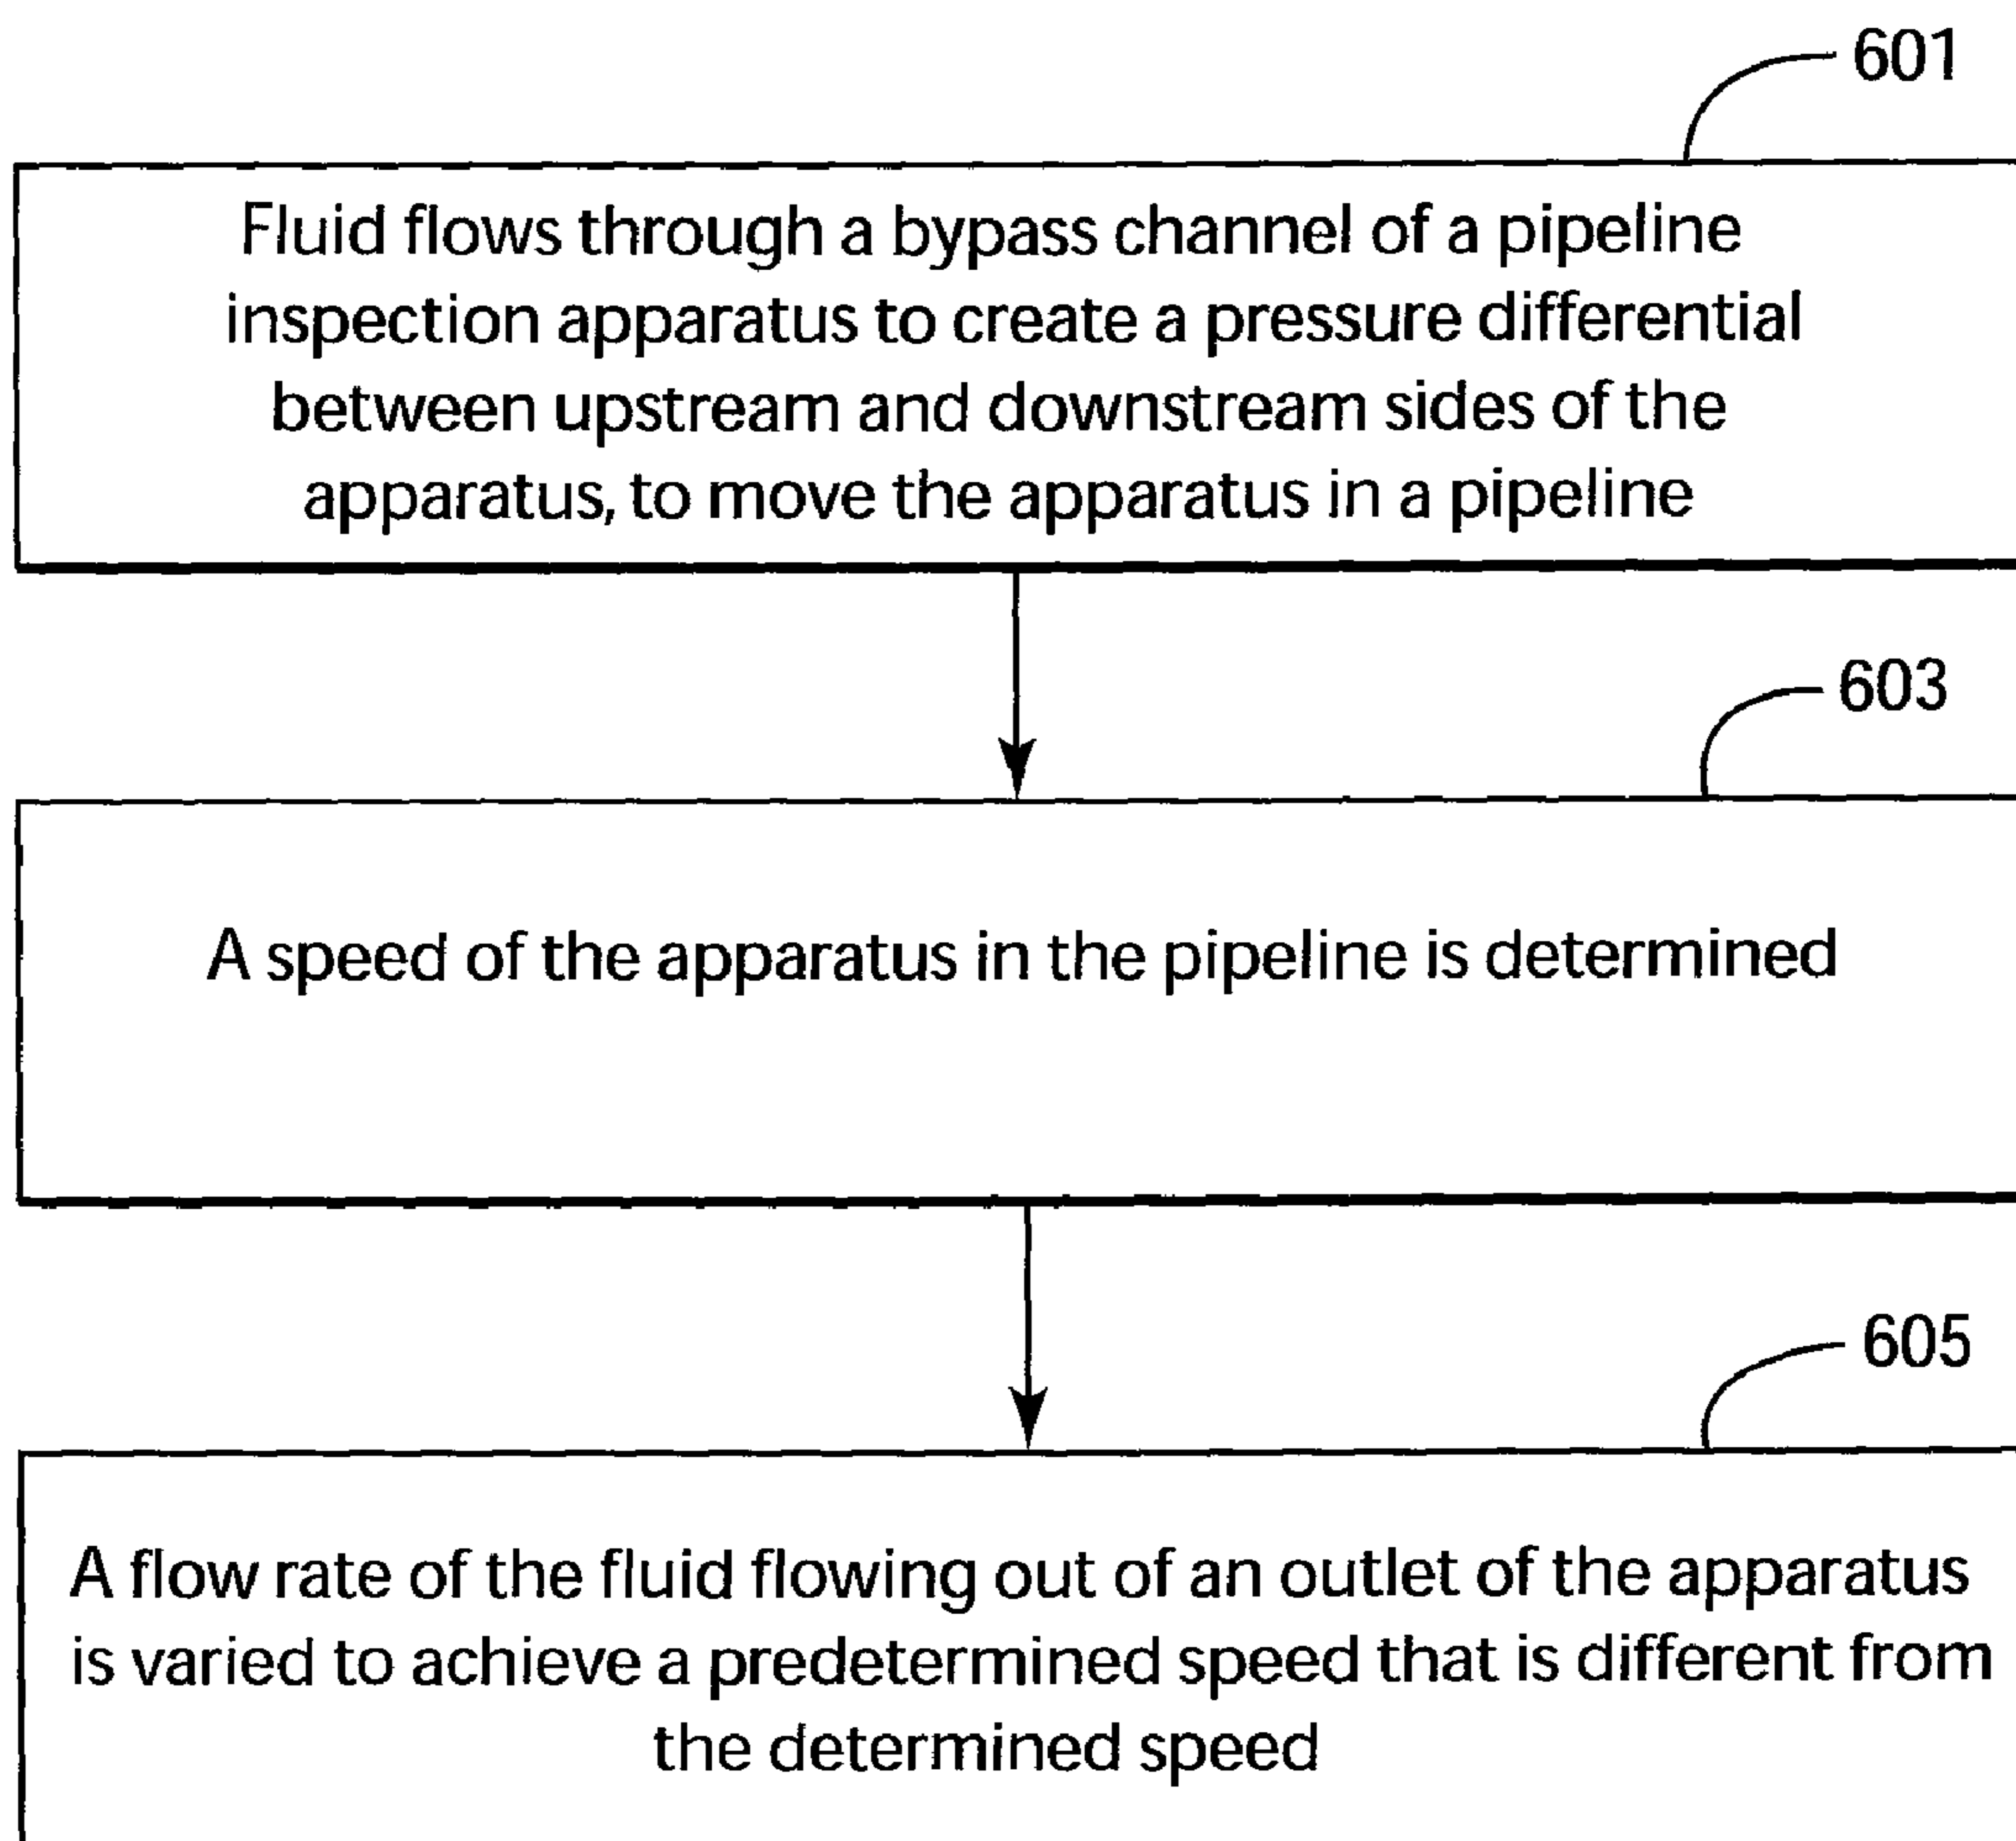 601
Fluid flows through a bypass channel of a pipeline
inspection apparatus to create a pressure differential
between upstream and downstream sides of the
apparatus, to move the apparatus in a pipeline
603
A speed of the apparatus in the pipeline is determined
605
A flow rate of the fluid flowing out of an outlet of the apparatus
is varied to achieve a predetermined speed that is different from
the determined speed